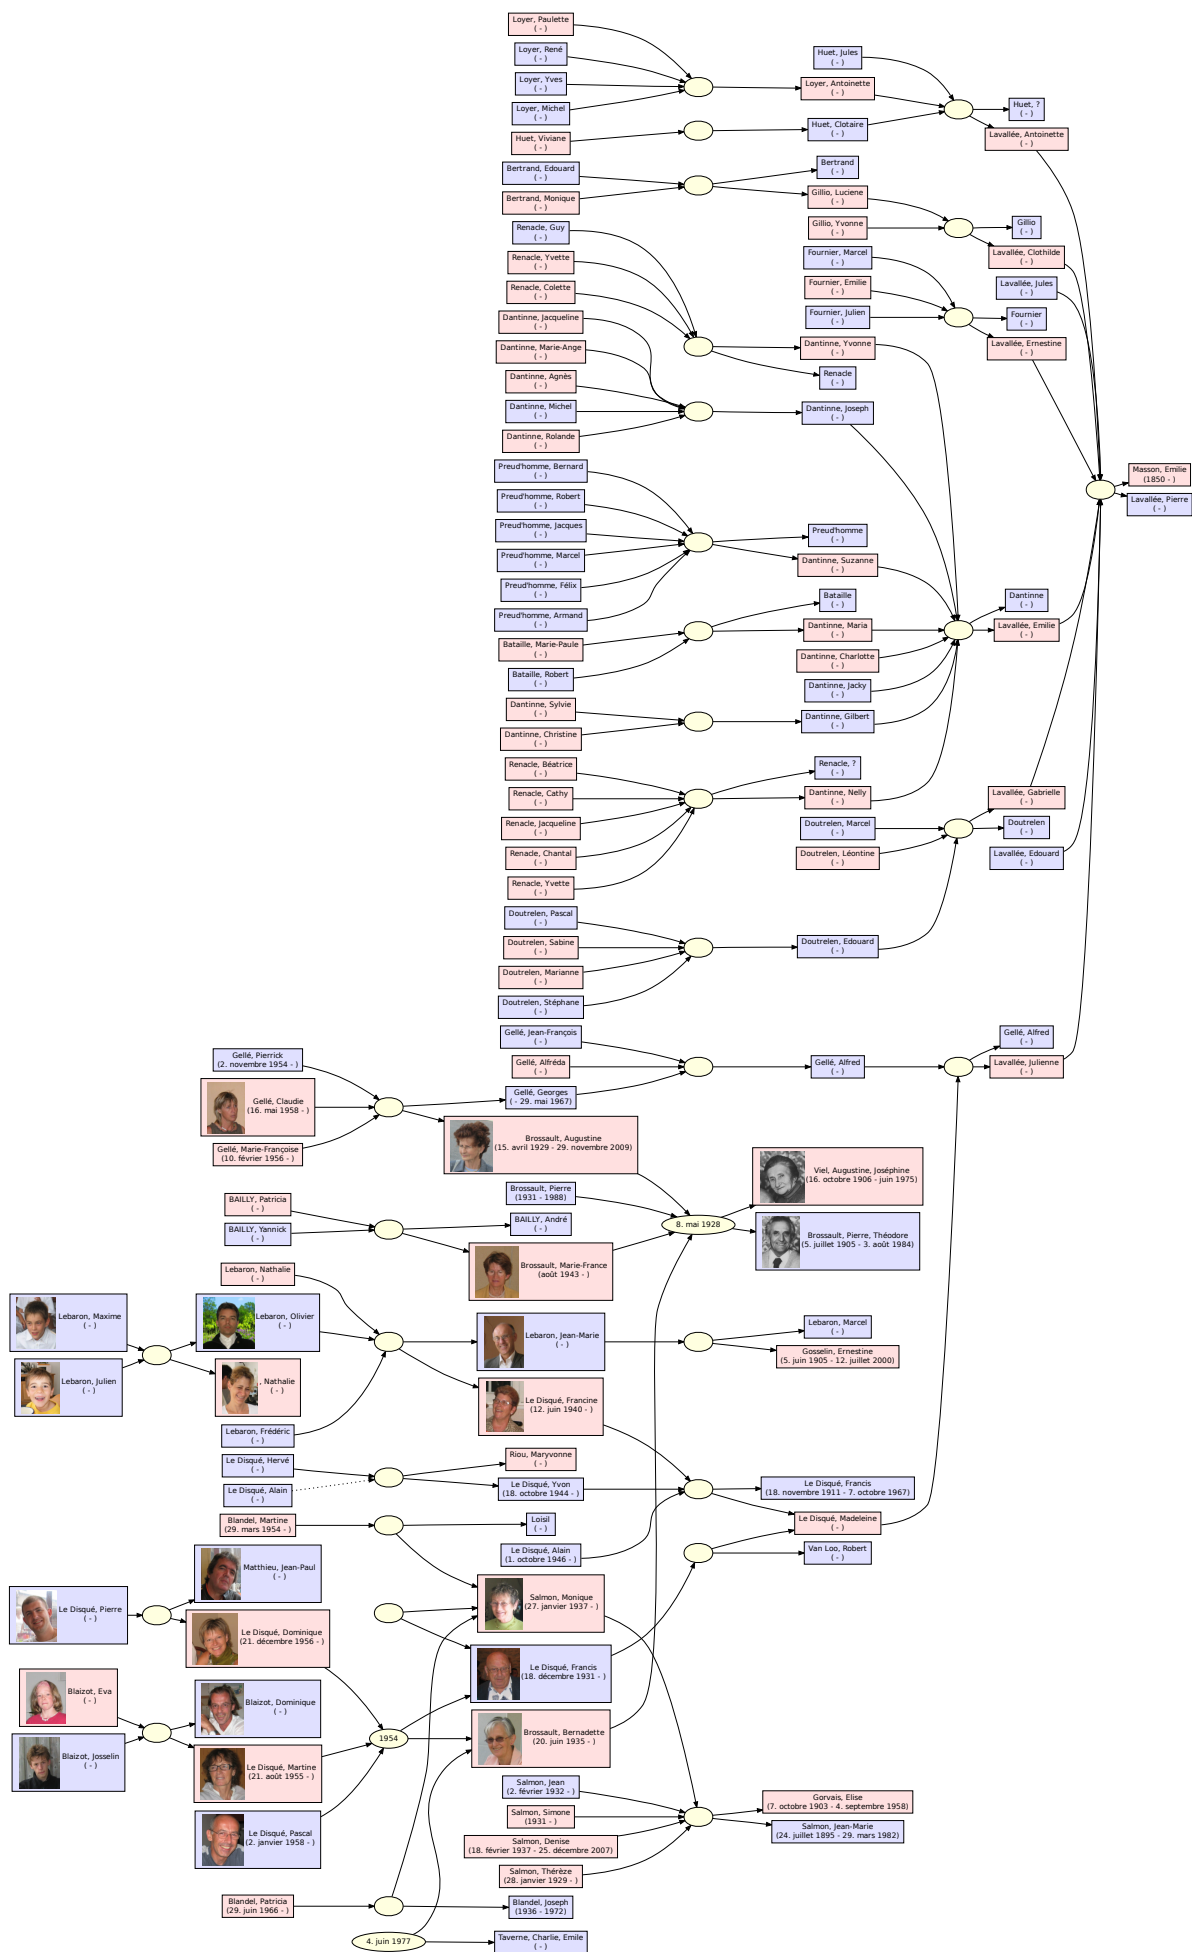 Loyer, Paulette
( - )
Loyer, René
( - )
Loyer, Yves
( - )
Loyer, Michel
( - )
Huet, Viviane
( - )
Bertrand, Edouard
( - )
Bertrand, Monique
( - )
Renacle, Guy
( - )
Renacle, Yvette
( - )
Renacle, Colette
( - )
Dantinne, Jacqueline
( - )
Dantinne, Marie-Ange
( - )
Dantinne, Agnès
( - )
Dantinne, Michel
( - )
Dantinne, Rolande
( - )
Preud'homme, Bernard
( - )
Preud'homme, Robert
( - )
Preud'homme, Jacques
( - )
Preud'homme, Marcel
( - )
Preud'homme, Félix
( - )
Preud'homme, Armand
( - )
Bataille, Marie-Paule
( - )
Bataille, Robert
( - )
Dantinne, Sylvie
( - )
Dantinne, Christine
( - )
Renacle, Béatrice
( - )
Renacle, Cathy
( - )
Renacle, Jacqueline
( - )
Renacle, Chantal
( - )
Renacle, Yvette
( - )
Doutrelen, Pascal
( - )
Doutrelen, Sabine
( - )
Doutrelen, Marianne
( - )
Doutrelen, Stéphane
( - )
Gellé, Jean-François
( - )
Gellé, Alfréda
( - )
Gellé, Georges
( - 29. mai 1967)
Huet, Jules
( - )
Loyer, Antoinette
( - )
Huet, Clotaire
( - )
Bertrand
( - )
Gillio, Luciene
( - )
Gillio, Yvonne
( - )
Fournier, Marcel
( - )
Fournier, Emilie
( - )
Fournier, Julien
( - )
Dantinne, Yvonne
( - )
Renacle
( - )
Dantinne, Joseph
( - )
Preud'homme
( - )
Dantinne, Suzanne
( - )
Bataille
( - )
Dantinne, Maria
( - )
Dantinne, Charlotte
( - )
Dantinne, Jacky
( - )
Dantinne, Gilbert
( - )
Renacle, ?
( - )
Dantinne, Nelly
( - )
Doutrelen, Marcel
( - )
Doutrelen, Léontine
( - )
Doutrelen, Edouard
( - )
Gellé, Alfred
( - )
Huet, ?
( - )
Lavallée, Antoinette
( - )
Gillio
( - )
Lavallée, Clothilde
( - )
Lavallée, Jules
( - )
Fournier
( - )
Lavallée, Ernestine
( - )
Dantinne
( - )
Lavallée, Emilie
( - )
Lavallée, Gabrielle
( - )
Doutrelen
( - )
Lavallée, Edouard
( - )
Gellé, Alfred
( - )
Lavallée, Julienne
( - )
Masson, Emilie
(1850 - )
Lavallée, Pierre
( - )
Gellé, Pierrick
(2. novembre 1954 - )
Gellé, Claudie
(16. mai 1958 - )
Gellé, Marie-Françoise
(10. février 1956 - )
Brossault, Augustine
(15. avril 1929 - 29. novembre 2009)
BAILLY, Patricia
( - )
BAILLY, Yannick
( - )
Brossault, Pierre
(1931 - 1988)
BAILLY, André
( - )
Brossault, Marie-France
(août 1943 - )
8. mai 1928
Viel, Augustine, Joséphine
(16. octobre 1906 - juin 1975)
Brossault, Pierre, Théodore
(5. juillet 1905 - 3. août 1984)
Lebaron, Nathalie
( - )
Lebaron, Maxime
( - )
Lebaron, Julien
( - )
Lebaron, Olivier
( - )
, Nathalie
( - )
Lebaron, Frédéric
( - )
Lebaron, Jean-Marie
( - )
Le Disqué, Francine
(12. juin 1940 - )
Lebaron, Marcel
( - )
Gosselin, Ernestine
(5. juin 1905 - 12. juillet 2000)
Le Disqué, Hervé
( - )
Le Disqué, Alain
( - )
Riou, Maryvonne
( - )
Le Disqué, Yvon
(18. octobre 1944 - )
Le Disqué, Francis
(18. novembre 1911 - 7. octobre 1967)
Le Disqué, Madeleine
( - )
Van Loo, Robert
( - )
Blandel, Martine
(29. mars 1954 - )
Loisil
( - )
Le Disqué, Alain
(1. octobre 1946 - )
Matthieu, Jean-Paul
( - )
Le Disqué, Pierre
( - )
Le Disqué, Dominique
(21. décembre 1956 - )
Salmon, Monique
(27. janvier 1937 - )
Le Disqué, Francis
(18. décembre 1931 - )
Blaizot, Eva
( - )
Blaizot, Josselin
( - )
Blaizot, Dominique
( - )
Le Disqué, Martine
(21. août 1955 - )
Le Disqué, Pascal
(2. janvier 1958 - )
1954
Brossault, Bernadette
(20. juin 1935 - )
Salmon, Jean
(2. février 1932 - )
Salmon, Simone
(1931 - )
Salmon, Denise
(18. février 1937 - 25. décembre 2007)
Salmon, Thérèze
(28. janvier 1929 - )
Gorvais, Elise
(7. octobre 1903 - 4. septembre 1958)
Salmon, Jean-Marie
(24. juillet 1895 - 29. mars 1982)
Blandel, Patricia
(29. juin 1966 - )
Blandel, Joseph
(1936 - 1972)
4. juin 1977
Taverne, Charlie, Emile
( - )